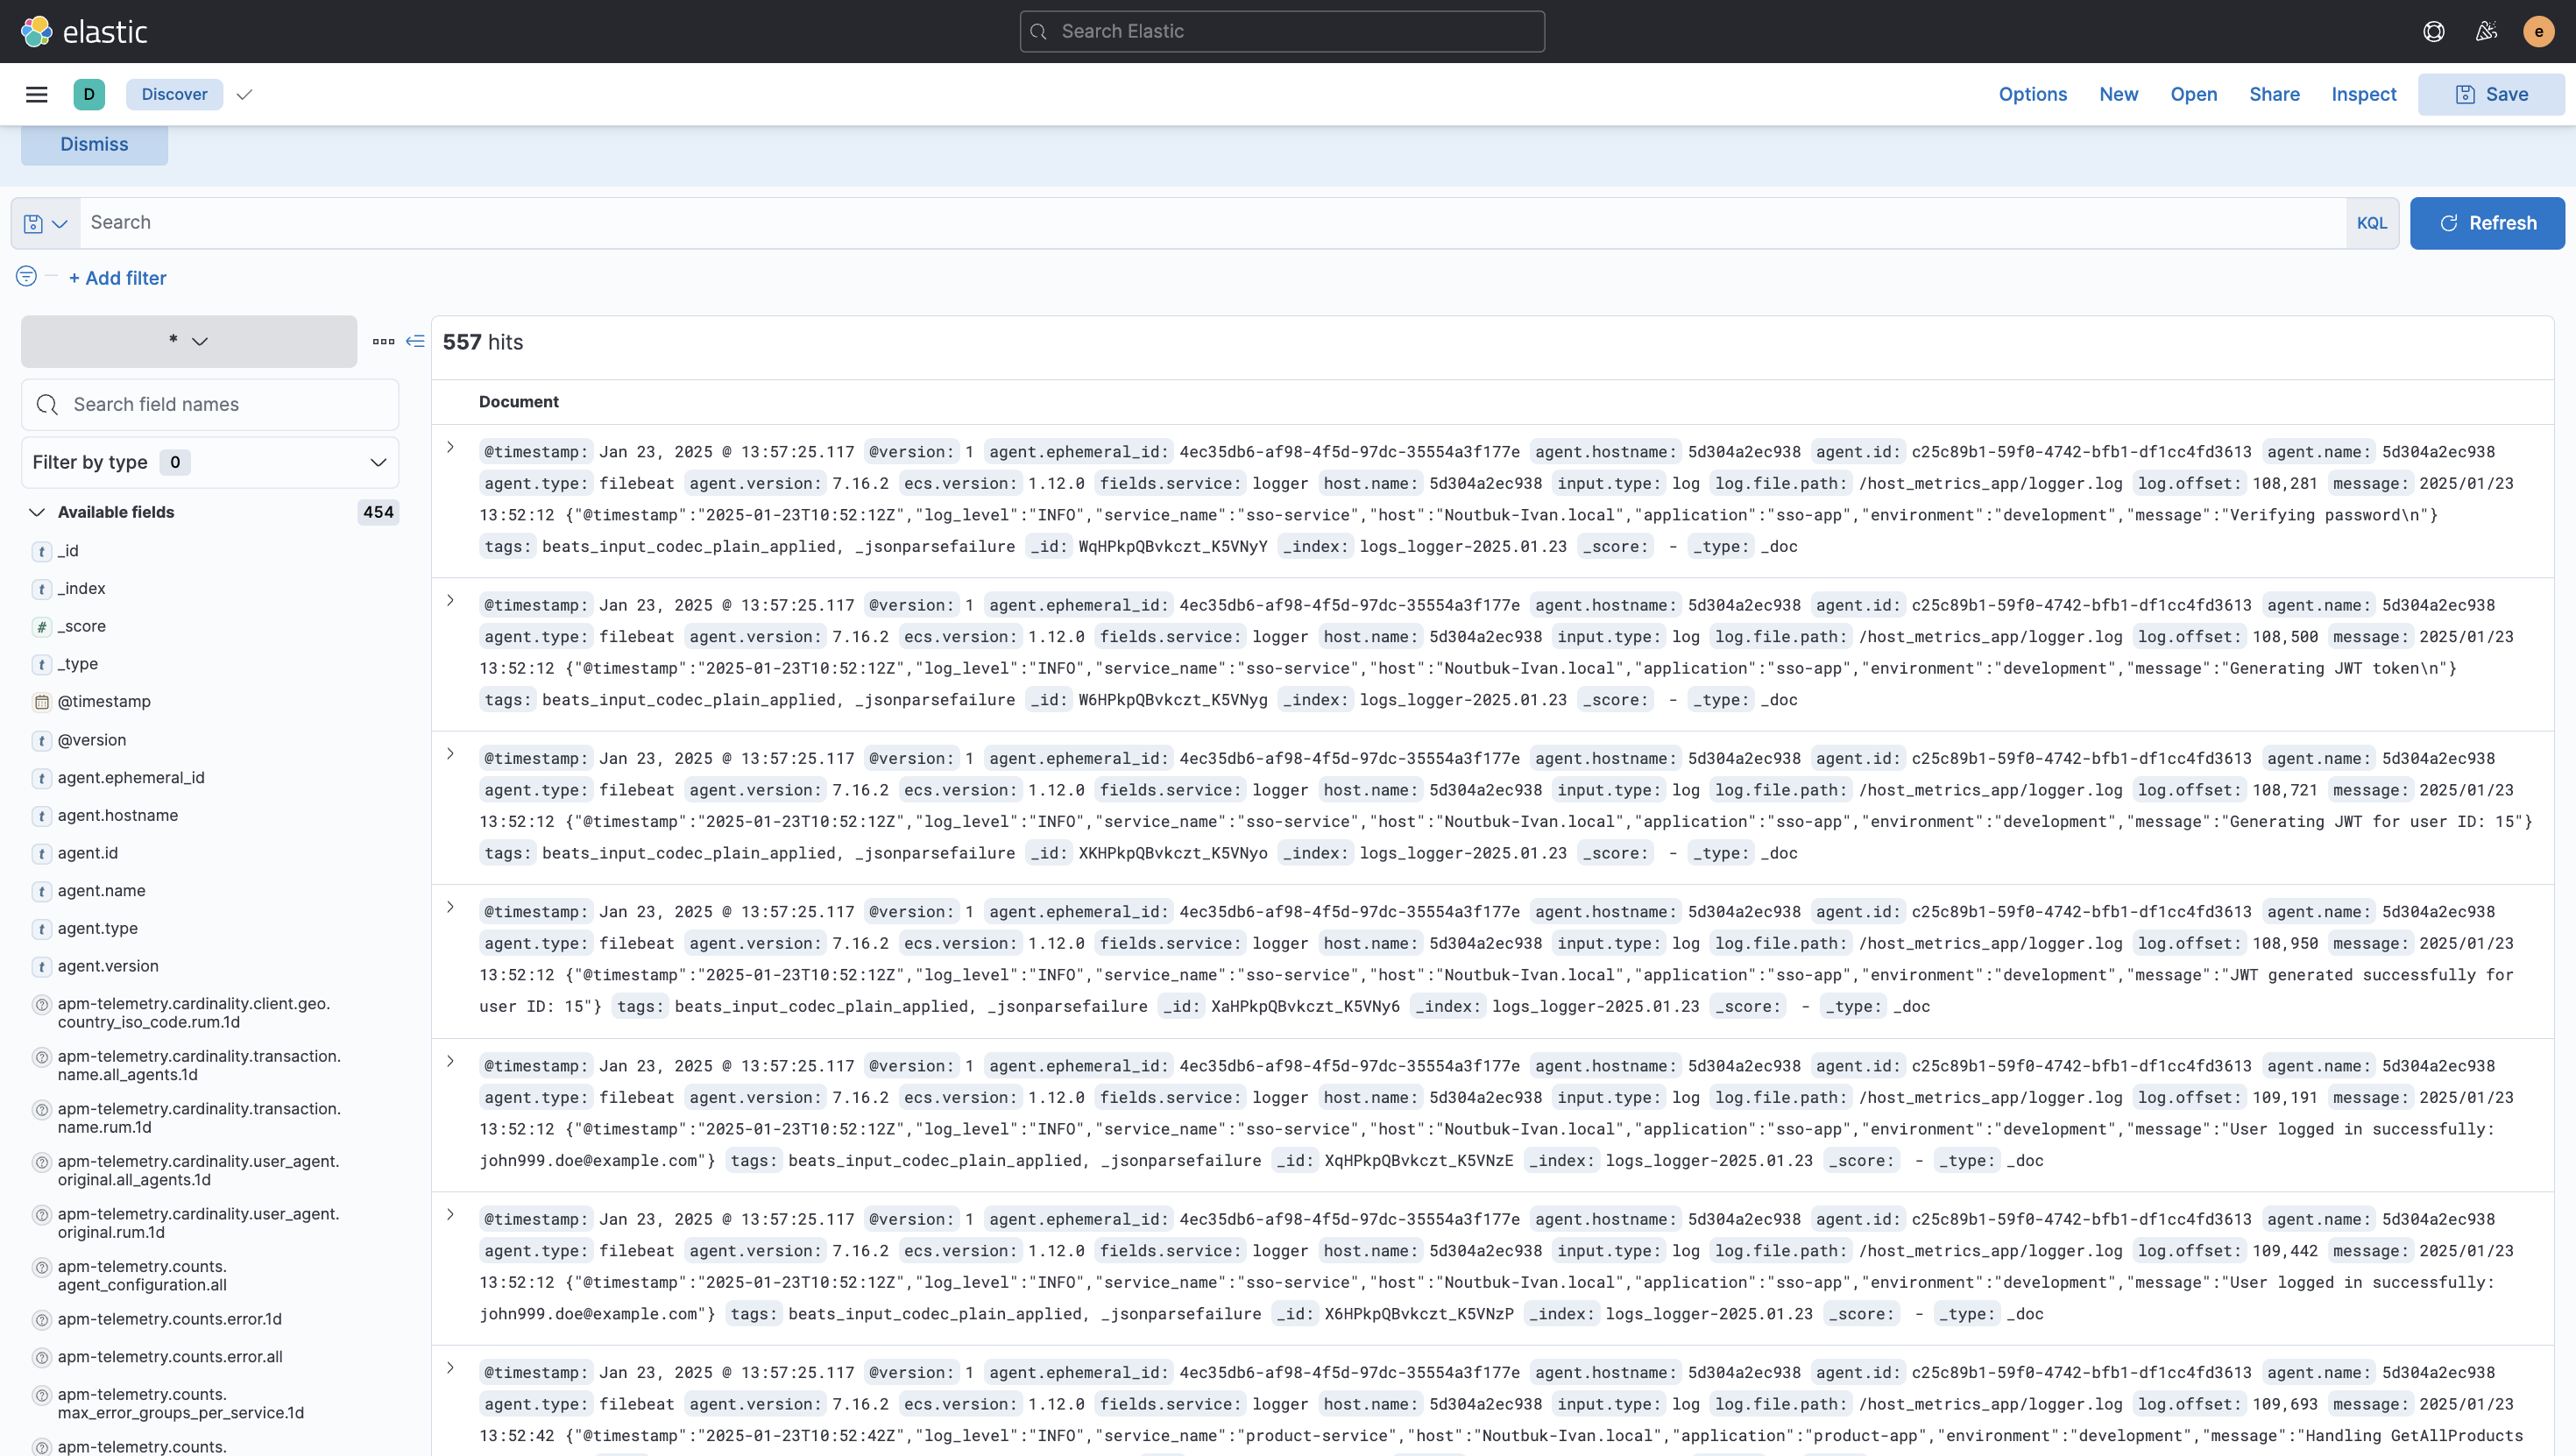 elastic
Search Elastic
e
D
Discover
Options
New
Open
Share
Inspect
Save
Dismiss
Search
KQL
Refresh
+ Add filter
*
Search field names
Filter by type 0
Available fields 454
t _id
t _index
# _score
t _type
@timestamp
t @version
t agent.ephemeral_id
t agent.hostname
t agent.id
t agent.name
t agent.type
t agent.version
? apm-telemetry.cardinality.client.geo.
country_iso_code.rum.1d
? apm-telemetry.cardinality.transaction.
name.all_agents.1d
? apm-telemetry.cardinality.transaction.
name.rum.1d
? apm-telemetry.cardinality.user_agent.
original.all_agents.1d
? apm-telemetry.cardinality.user_agent.
original.rum.1d
? apm-telemetry.counts.
agent_configuration.all
? apm-telemetry.counts.error.1d
? apm-telemetry.counts.error.all
? apm-telemetry.counts.
max_error_groups_per_service.1d
? apm-telemetry.counts.
557 hits
Document
@timestamp: Jan 23, 2025 @ 13:57:25.117 @version: 1 agent.ephemeral_id: 4ec35db6-af98-4f5d-97dc-35554a3f177e agent.hostname: 5d304a2ec938 agent.id: c25c89b1-59f0-4742-bfb1-df1cc4fd3613 agent.name: 5d304a2ec938
agent.type: filebeat agent.version: 7.16.2 ecs.version: 1.12.0 fields.service: logger host.name: 5d304a2ec938 input.type: log log.file.path: /host_metrics_app/logger.log log.offset: 108,281 message: 2025/01/23
13:52:12 {"@timestamp":"2025-01-23T10:52:12Z","log_level":"INFO","service_name":"sso-service","host":"Noutbuk-Ivan.local","application":"sso-app","environment":"development","message":"Verifying password\n"}
tags: beats_input_codec_plain_applied, _jsonparsefailure _id: WqHPkpQBvkczt_K5VNyY _index: logs_logger-2025.01.23 _score: - _type: _doc
@timestamp: Jan 23, 2025 @ 13:57:25.117 @version: 1 agent.ephemeral_id: 4ec35db6-af98-4f5d-97dc-35554a3f177e agent.hostname: 5d304a2ec938 agent.id: c25c89b1-59f0-4742-bfb1-df1cc4fd3613 agent.name: 5d304a2ec938
agent.type: filebeat agent.version: 7.16.2 ecs.version: 1.12.0 fields.service: logger host.name: 5d304a2ec938 input.type: log log.file.path: /host_metrics_app/logger.log log.offset: 108,500 message: 2025/01/23
13:52:12 {"@timestamp":"2025-01-23T10:52:12Z","log_level":"INFO","service_name":"sso-service","host":"Noutbuk-Ivan.local","application":"sso-app","environment":"development","message":"Generating JWT token\n"}
tags: beats_input_codec_plain_applied, _jsonparsefailure _id: W6HPkpQBvkczt_K5VNyg _index: logs_logger-2025.01.23 _score: - _type: _doc
@timestamp: Jan 23, 2025 @ 13:57:25.117 @version: 1 agent.ephemeral_id: 4ec35db6-af98-4f5d-97dc-35554a3f177e agent.hostname: 5d304a2ec938 agent.id: c25c89b1-59f0-4742-bfb1-df1cc4fd3613 agent.name: 5d304a2ec938
agent.type: filebeat agent.version: 7.16.2 ecs.version: 1.12.0 fields.service: logger host.name: 5d304a2ec938 input.type: log log.file.path: /host_metrics_app/logger.log log.offset: 108,721 message: 2025/01/23
13:52:12 {"@timestamp":"2025-01-23T10:52:12Z","log_level":"INFO","service_name":"sso-service","host":"Noutbuk-Ivan.local","application":"sso-app","environment":"development","message":"Generating JWT for user ID: 15"}
tags: beats_input_codec_plain_applied, _jsonparsefailure _id: XKHPkpQBvkczt_K5VNyo _index: logs_logger-2025.01.23 _score: - _type: _doc
@timestamp: Jan 23, 2025 @ 13:57:25.117 @version: 1 agent.ephemeral_id: 4ec35db6-af98-4f5d-97dc-35554a3f177e agent.hostname: 5d304a2ec938 agent.id: c25c89b1-59f0-4742-bfb1-df1cc4fd3613 agent.name: 5d304a2ec938
agent.type: filebeat agent.version: 7.16.2 ecs.version: 1.12.0 fields.service: logger host.name: 5d304a2ec938 input.type: log log.file.path: /host_metrics_app/logger.log log.offset: 108,950 message: 2025/01/23
13:52:12 {"@timestamp":"2025-01-23T10:52:12Z","log_level":"INFO","service_name":"sso-service","host":"Noutbuk-Ivan.local","application":"sso-app","environment":"development","message":"JWT generated successfully for
user ID: 15"} tags: beats_input_codec_plain_applied, _jsonparsefailure _id: XaHPkpQBvkczt_K5VNy6 _index: logs_logger-2025.01.23 _score: - _type: _doc
@timestamp: Jan 23, 2025 @ 13:57:25.117 @version: 1 agent.ephemeral_id: 4ec35db6-af98-4f5d-97dc-35554a3f177e agent.hostname: 5d304a2ec938 agent.id: c25c89b1-59f0-4742-bfb1-df1cc4fd3613 agent.name: 5d304a2ec938
agent.type: filebeat agent.version: 7.16.2 ecs.version: 1.12.0 fields.service: logger host.name: 5d304a2ec938 input.type: log log.file.path: /host_metrics_app/logger.log log.offset: 109,191 message: 2025/01/23
13:52:12 {"@timestamp":"2025-01-23T10:52:12Z","log_level":"INFO","service_name":"sso-service","host":"Noutbuk-Ivan.local","application":"sso-app","environment":"development","message":"User logged in successfully:
john999.doe@example.com"} tags: beats_input_codec_plain_applied, _jsonparsefailure _id: XqHPkpQBvkczt_K5VNzE _index: logs_logger-2025.01.23 _score: - _type: _doc
@timestamp: Jan 23, 2025 @ 13:57:25.117 @version: 1 agent.ephemeral_id: 4ec35db6-af98-4f5d-97dc-35554a3f177e agent.hostname: 5d304a2ec938 agent.id: c25c89b1-59f0-4742-bfb1-df1cc4fd3613 agent.name: 5d304a2ec938
agent.type: filebeat agent.version: 7.16.2 ecs.version: 1.12.0 fields.service: logger host.name: 5d304a2ec938 input.type: log log.file.path: /host_metrics_app/logger.log log.offset: 109,442 message: 2025/01/23
13:52:12 {"@timestamp":"2025-01-23T10:52:12Z","log_level":"INFO","service_name":"sso-service","host":"Noutbuk-Ivan.local","application":"sso-app","environment":"development","message":"User logged in successfully:
john999.doe@example.com"} tags: beats_input_codec_plain_applied, _jsonparsefailure _id: X6HPkpQBvkczt_K5VNzP _index: logs_logger-2025.01.23 _score: - _type: _doc
@timestamp: Jan 23, 2025 @ 13:57:25.117 @version: 1 agent.ephemeral_id: 4ec35db6-af98-4f5d-97dc-35554a3f177e agent.hostname: 5d304a2ec938 agent.id: c25c89b1-59f0-4742-bfb1-df1cc4fd3613 agent.name: 5d304a2ec938
agent.type: filebeat agent.version: 7.16.2 ecs.version: 1.12.0 fields.service: logger host.name: 5d304a2ec938 input.type: log log.file.path: /host_metrics_app/logger.log log.offset: 109,693 message: 2025/01/23
13:52:42 {"@timestamp":"2025-01-23T10:52:42Z","log_level":"INFO","service_name":"product-service","host":"Noutbuk-Ivan.local","application":"product-app","environment":"development","message":"Handling GetAllProducts